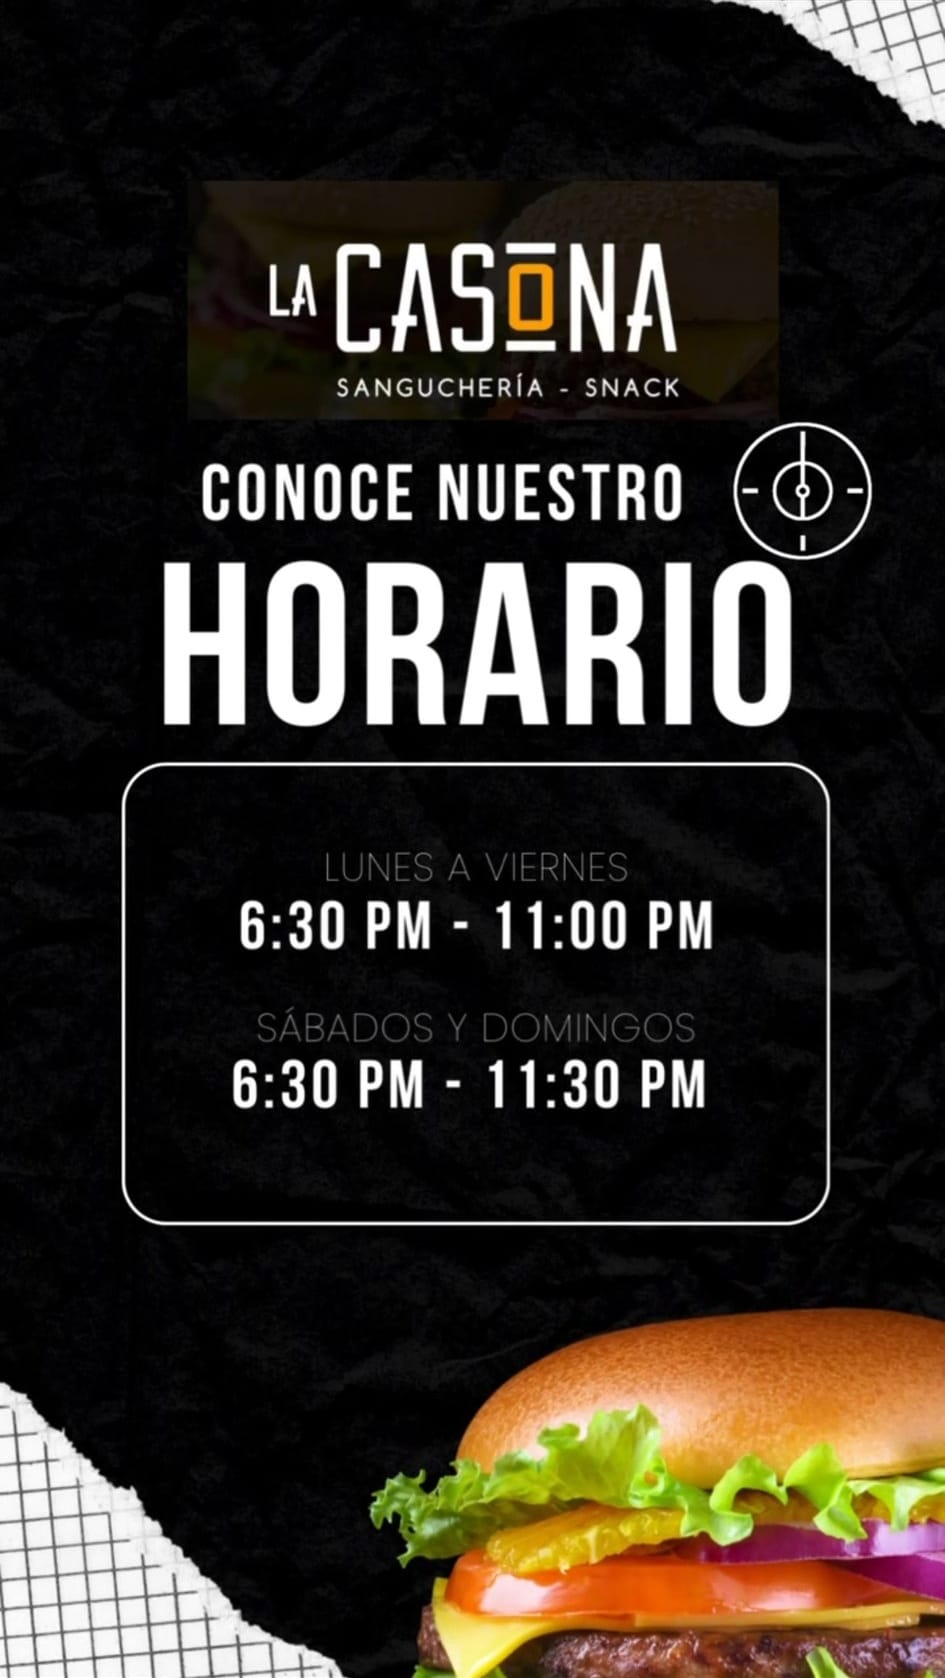 LA CASONA
SANGUCHERÍA - SNACK
CONOCE NUESTRO
HORARIO
LUNES A VIERNES
6:30 PM - 11:00 PM
SÁBADOS Y DOMINGOS
6:30 PM - 11:30 PM